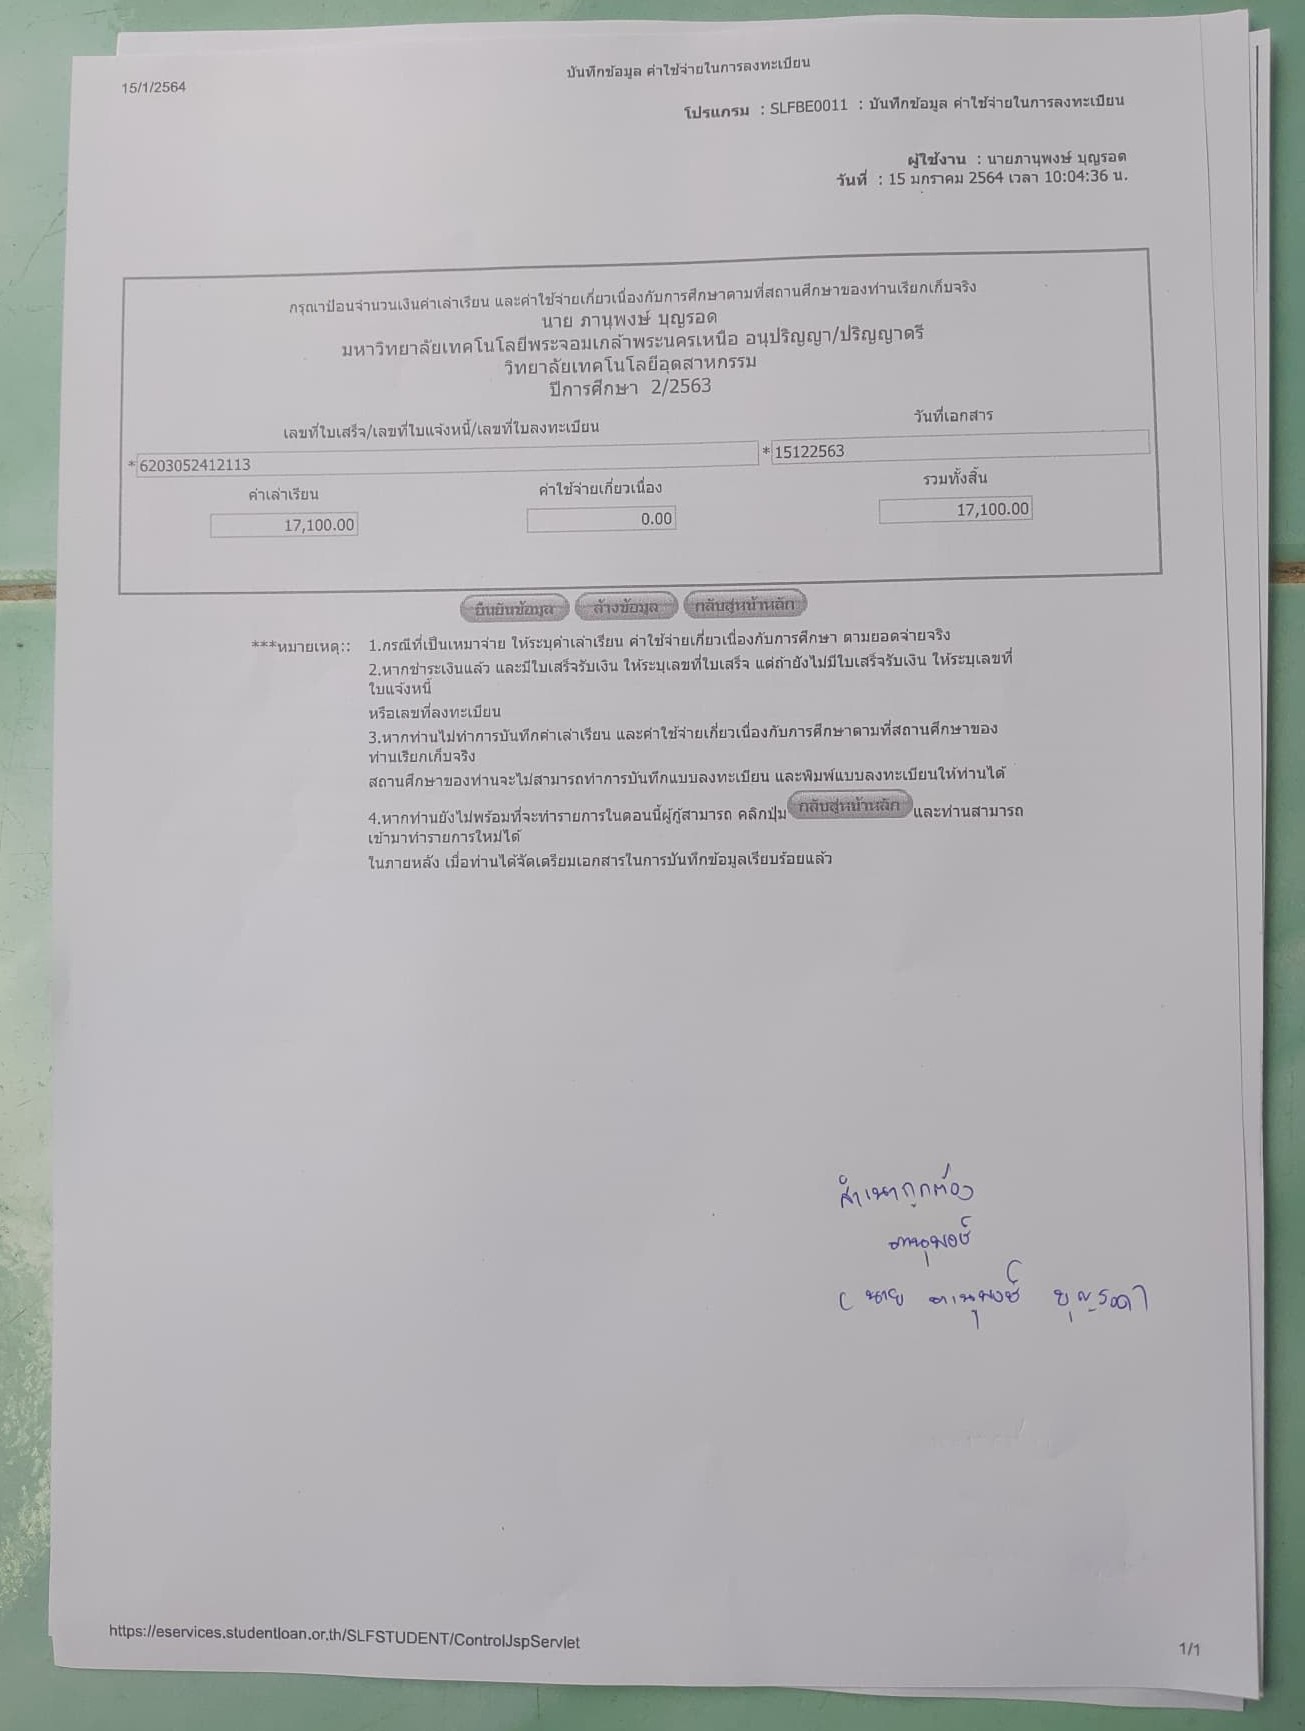 15/1/2564
บันทึกข้อมูล ค่าใช้จ่ายในการลงทะเบียน
โปรแกรม : SLFBE0011 : บันทึกข้อมูล ค่าใช้จ่ายในการลงทะเบียน
ผู้ใช้งาน : นายภานุพงษ์ บุญรอด
วันที่ : 15 มกราคม 2564 เวลา 10:04:36 น.
กรุณาป้อนจำนวนเงินค่าเล่าเรียน และค่าใช้จ่ายเกี่ยวเนื่องกับการศึกษาตามที่สถานศึกษาของท่านเรียกเก็บจริง
นาย ภานุพงษ์ บุญรอด
มหาวิทยาลัยเทคโนโลยีพระจอมเกล้าพระนครเหนือ อนุปริญญา/ปริญญาตรี
วิทยาลัยเทคโนโลยีอุตสาหกรรม
ปีการศึกษา 2/2563
เลขที่ใบเสร็จ/เลขที่ใบแจ้งหนี้/เลขที่ใบลงทะเบียน วันที่เอกสาร
*6203052412113 *15122563
ค่าเล่าเรียน ค่าใช้จ่ายเกี่ยวเนื่อง รวมทั้งสิ้น
17,100.00 0.00 17,100.00
ยืนยันข้อมูล ล้างข้อมูล กลับสู่หน้าหลัก
***หมายเหตุ:: 1.กรณีที่เป็นเหมาจ่าย ให้ระบุค่าเล่าเรียน ค่าใช้จ่ายเกี่ยวเนื่องกับการศึกษา ตามยอดจ่ายจริง
2.หากชำระเงินแล้ว และมีใบเสร็จรับเงิน ให้ระบุเลขที่ใบเสร็จ แต่ถ้ายังไม่มีใบเสร็จรับเงิน ให้ระบุเลขที่
ใบแจ้งหนี้
หรือเลขที่ลงทะเบียน
3.หากท่านไม่ทำการบันทึกค่าเล่าเรียน และค่าใช้จ่ายเกี่ยวเนื่องกับการศึกษาตามที่สถานศึกษาของ
ท่านเรียกเก็บจริง
สถานศึกษาของท่านจะไม่สามารถทำการบันทึกแบบลงทะเบียน และพิมพ์แบบลงทะเบียนให้ท่านได้
4.หากท่านยังไม่พร้อมที่จะทำรายการในตอนนี้ผู้กู้สามารถ คลิกปุ่ม กลับสู่หน้าหลัก และท่านสามารถ
เข้ามาทำรายการใหม่ได้
ในภายหลัง เมื่อท่านได้จัดเตรียมเอกสารในการบันทึกข้อมูลเรียบร้อยแล้ว
สำเนาถูกต้อง
ภานุพงษ์
( นาย ภานุพงษ์ บุญรอด )
https://eservices.studentloan.or.th/SLFSTUDENT/ControlJspServlet
1/1